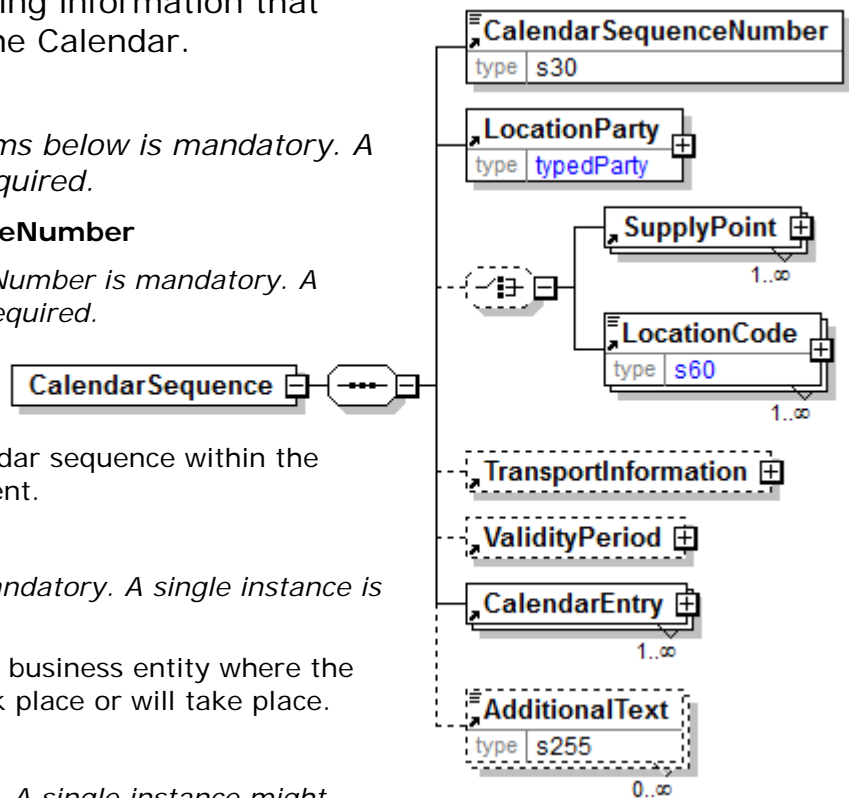 ing information that
ne Calendar.
ms below is mandatory. A
quired.
eNumber
Number is mandatory. A
equired.
dar sequence within the
ent.
andatory. A single instance is
business entity where the
k place or will take place.
. A single instance might
CalendarSequence
CalendarSequenceNumber
type s30
LocationParty
type typedParty
SupplyPoint
1..∞
LocationCode
type s60
1..∞
TransportInformation
ValidityPeriod
CalendarEntry
1..∞
AdditionalText
type s255
0..∞